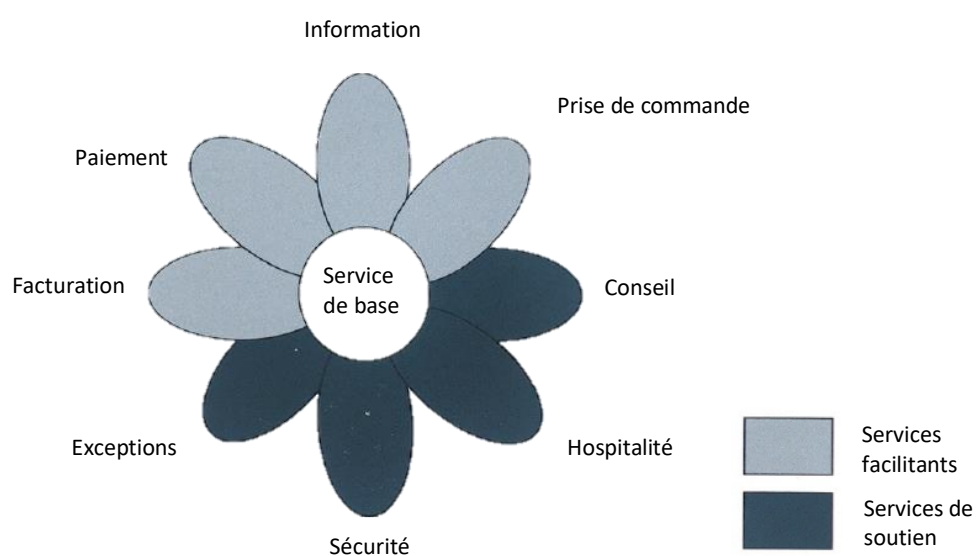 Information
Prise de commande
Paiement
Service
de base
Facturation
Conseil
Exceptions
Hospitalité
Services
facilitants
Services de
soutien
Sécurité